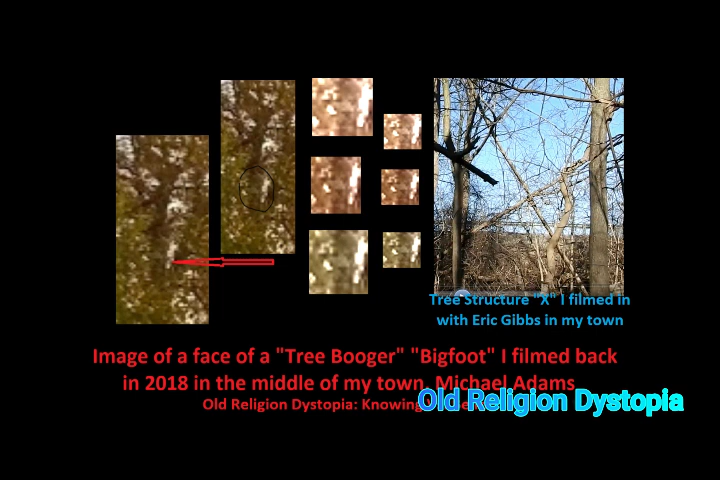 Tree Structure "X" I filmed in
with Eric Gibbs in my town
Image of a face of a "Tree Booger" "Bigfoot" I filmed back
in 2018 in the middle of my town, Michael Adams
Old Religion Dystopia: Knowing
Old Religion Dystopia